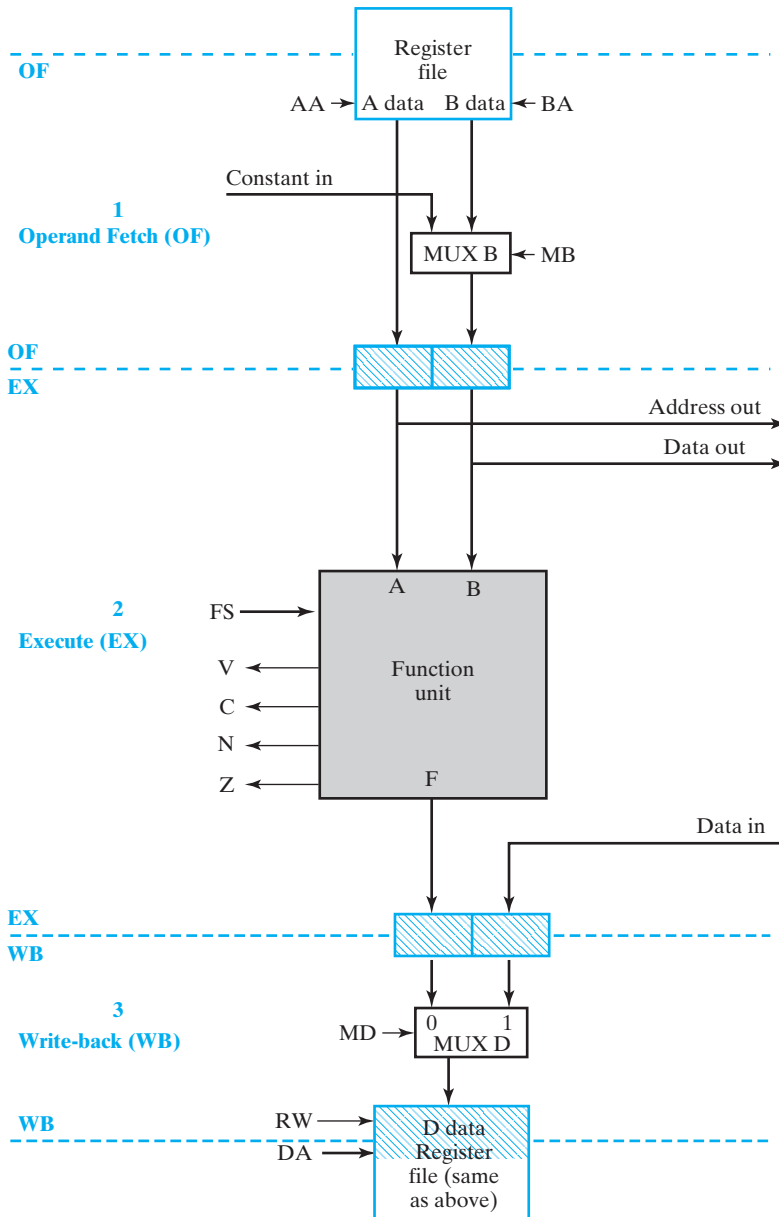 Register
file
OF
AA
A data
B data
BA
Constant in
1
Operand Fetch (OF)
MUX B
MB
OF
EX
Address out
Data out
A
B
2
Execute (EX)
FS
V
Function
unit
C
N
Z
F
Data in
EX
WB
3
Write-back (WB)
MD
0
1
MUX D
WB
RW
D data
DA
Register
file (same
as above)